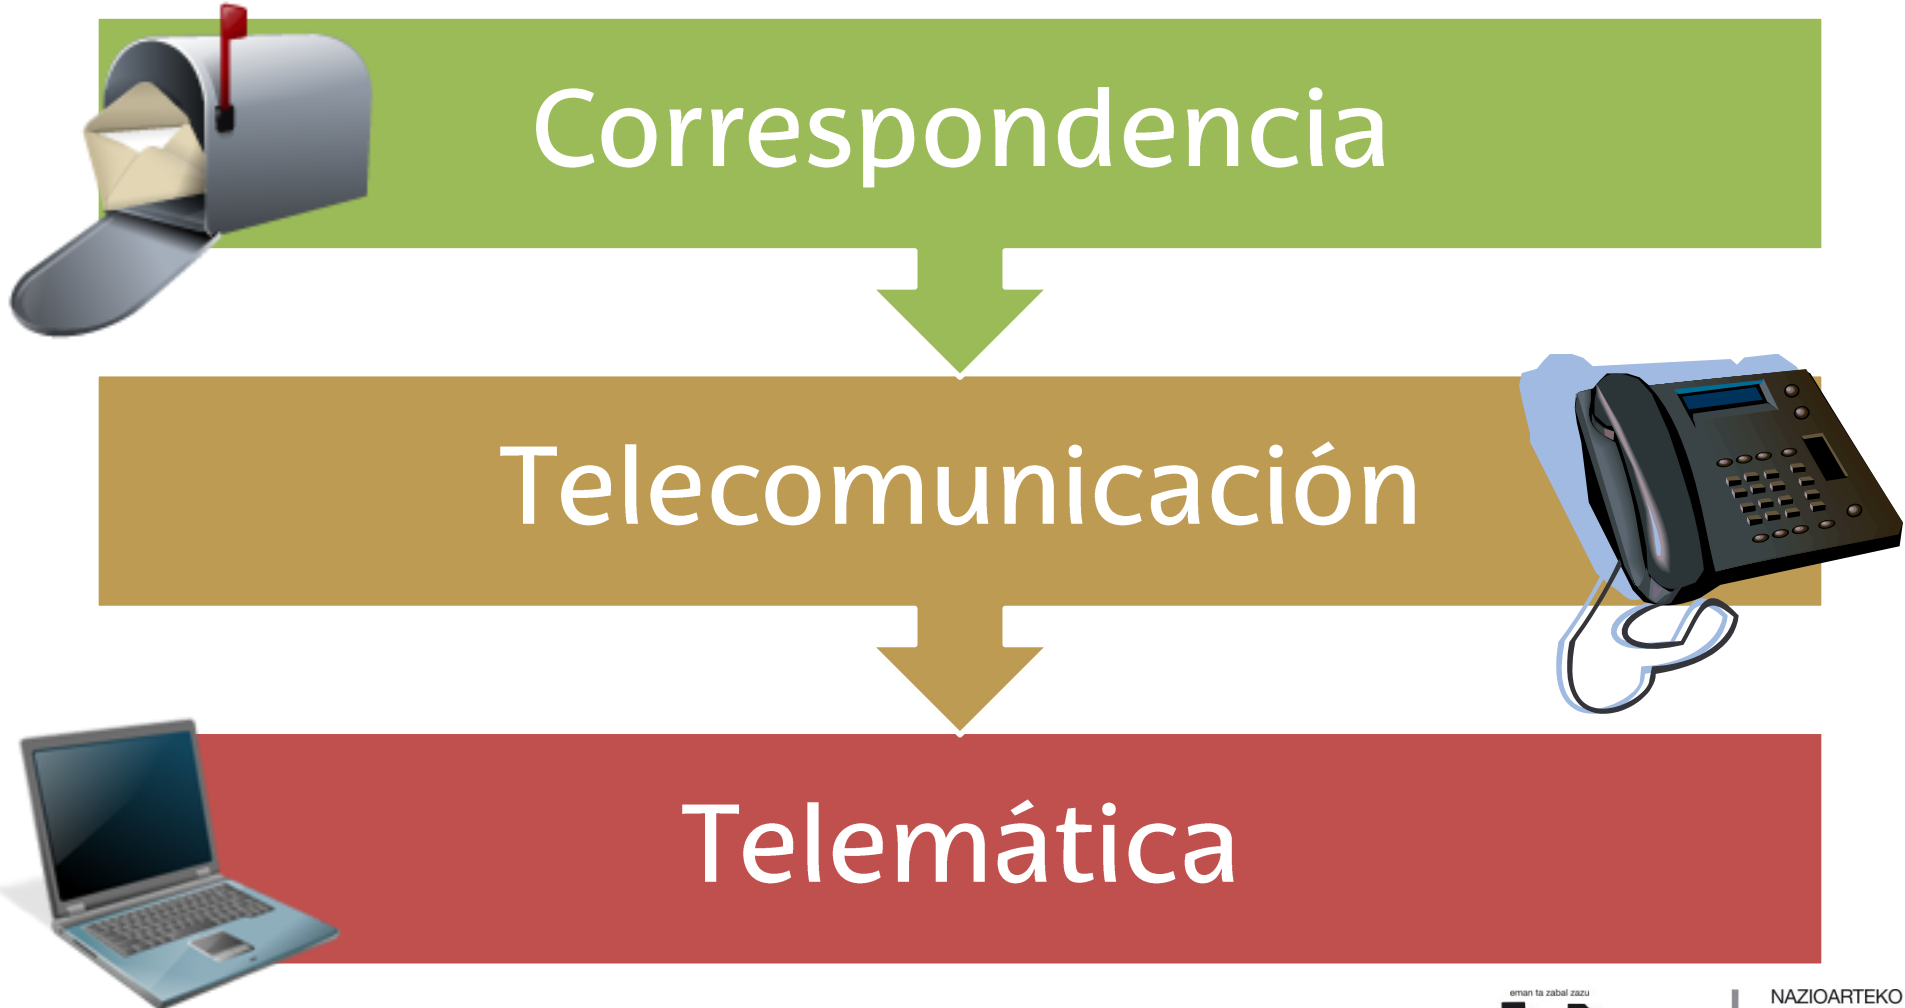 Correspondencia
Telecomunicación
Telemática
eman ta zabal zazu
NAZIOARTEKO